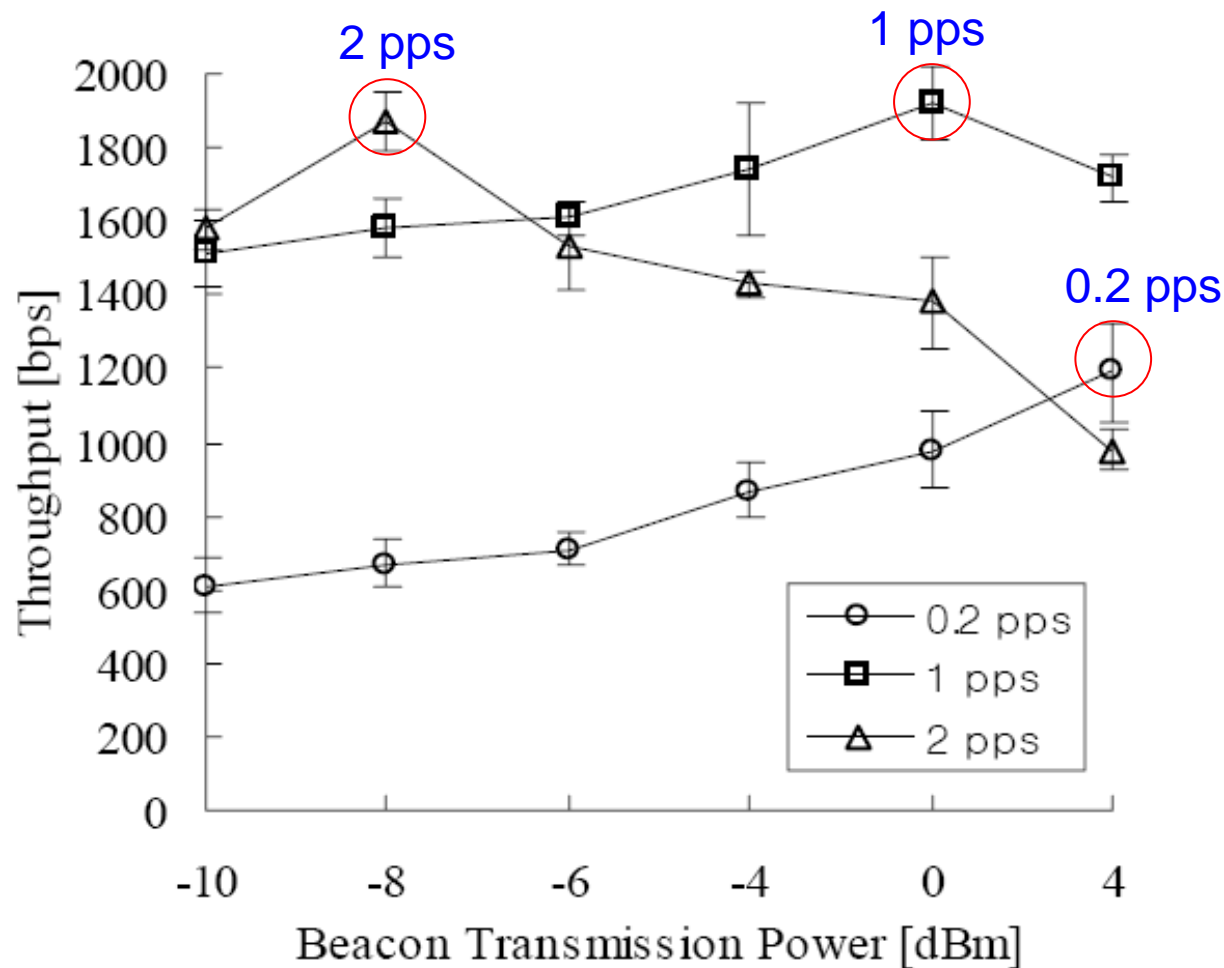 2 pps
1 pps
0.2 pps
Throughput [bps]
2000
1800
1600
1400
1200
1000
800
600
400
200
0
0.2 pps
1 pps
2 pps
-10 -8 -6 -4 0 4
Beacon Transmission Power [dBm]